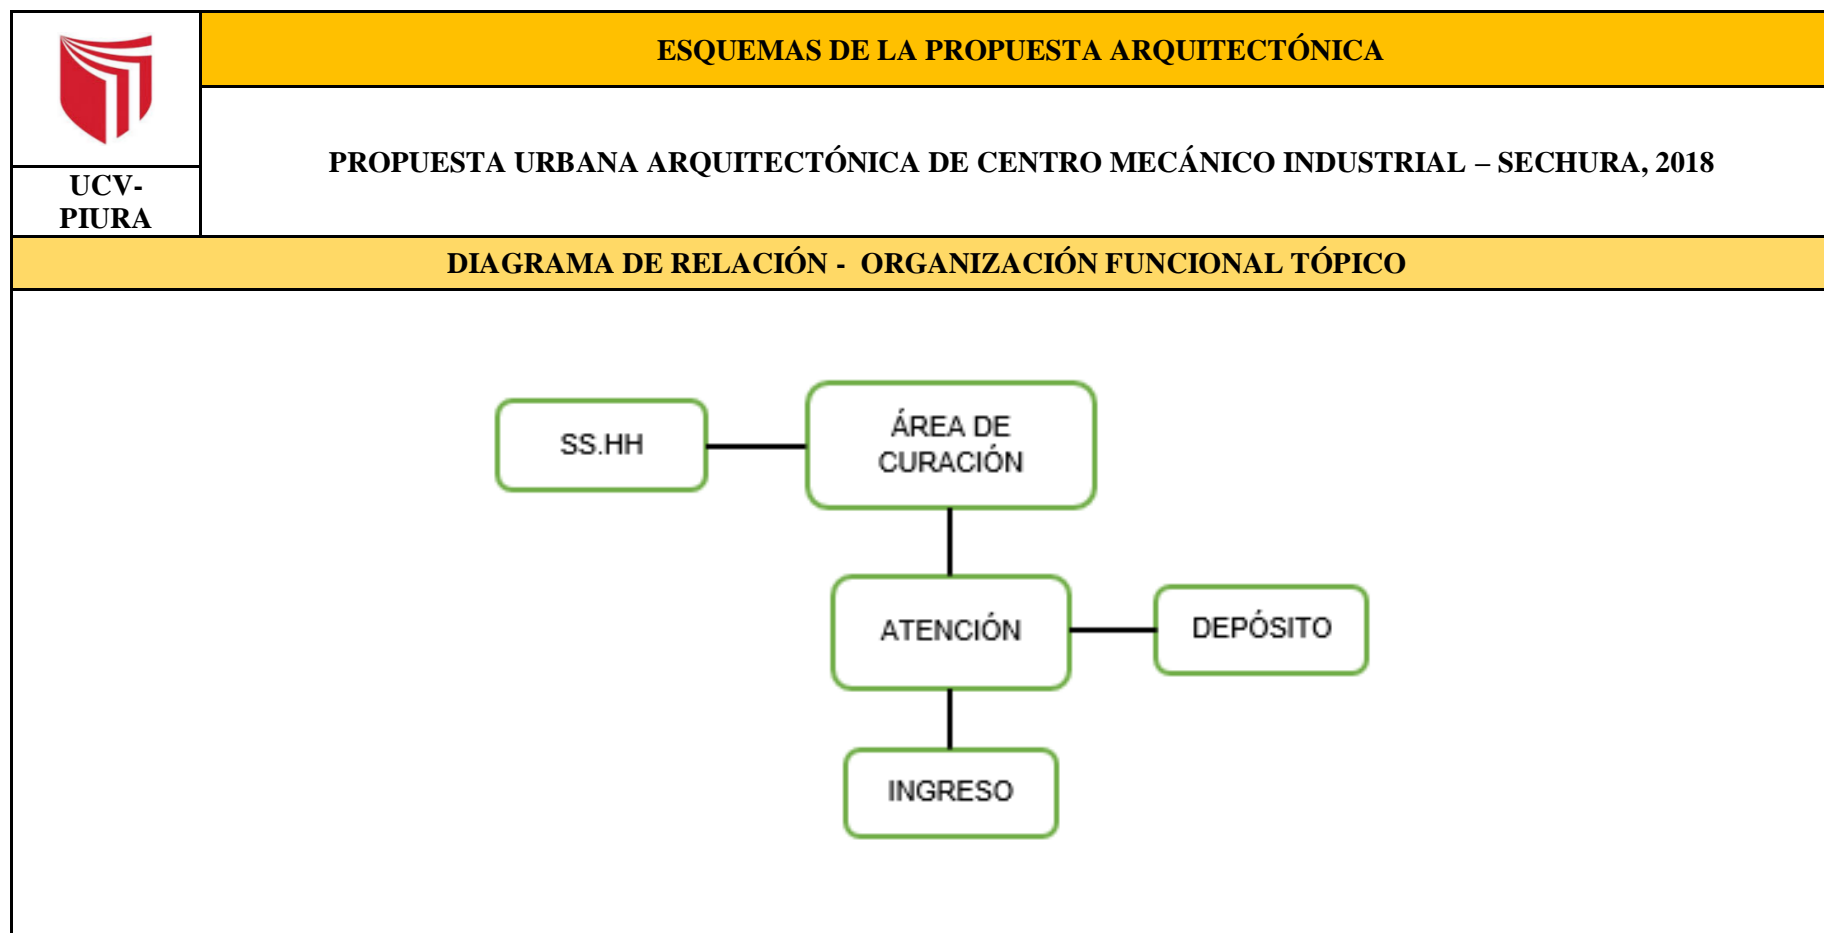 ESQUEMAS DE LA PROPUESTA ARQUITECTÓNICA
PROPUESTA URBANA ARQUITECTÓNICA DE CENTRO MECÁNICO INDUSTRIAL – SECHURA, 2018
UCV-
PIURA
DIAGRAMA DE RELACIÓN - ORGANIZACIÓN FUNCIONAL TÓPICO
SS.HH
ÁREA DE
CURACIÓN
ATENCIÓN
DEPÓSITO
INGRESO